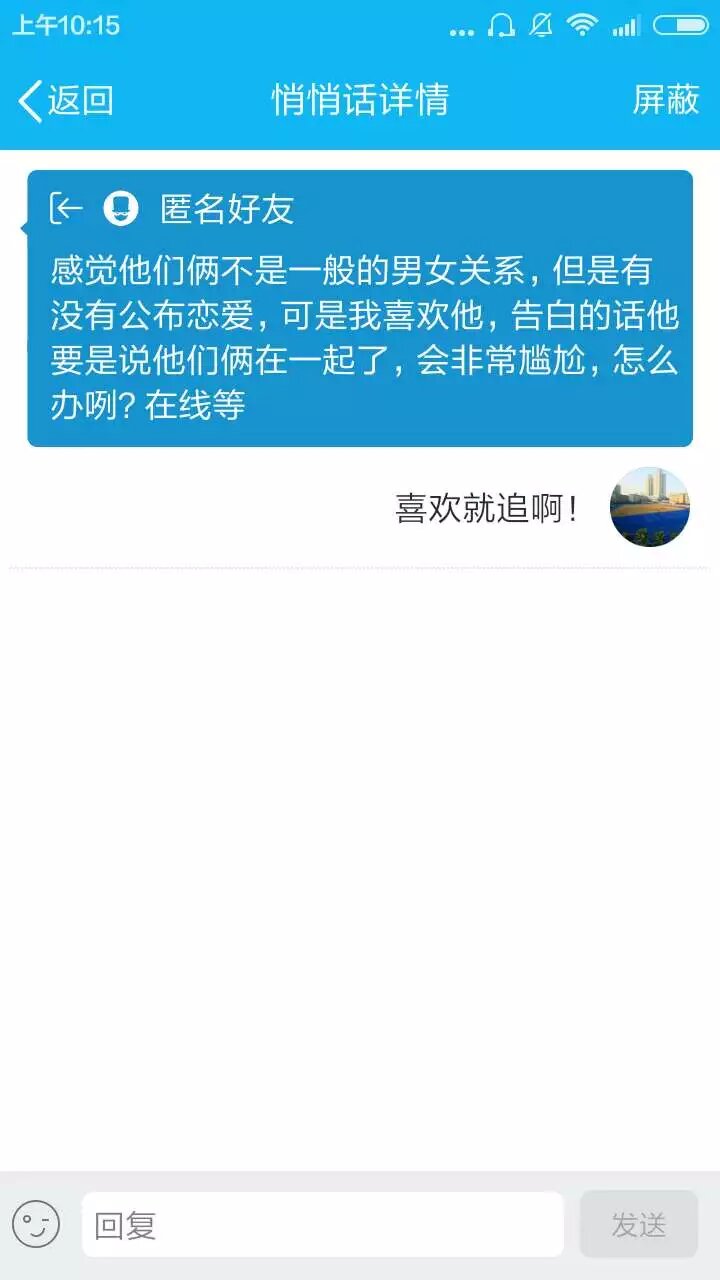 上午10:15
返回
悄悄话详情
屏蔽
匿名好友
感觉他们俩不是一般的男女关系，但是有
没有公布恋爱，可是我喜欢他，告白的话他
要是说他们俩在一起了，会非常尴尬，怎么
办咧？在线等
喜欢就追啊！
回复
发送